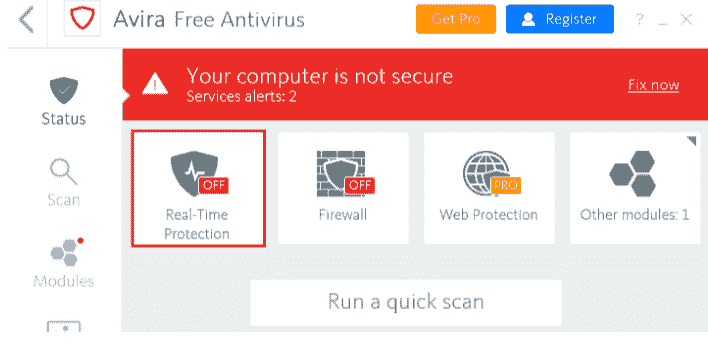 Avira Free Antivirus
Get Pro
Register
?
Your computer is not secure
Services alerts: 2
Fix now
Status
Scan
Modules
OFF
Real-Time
Protection
OFF
Firewall
PRO
Web Protection
Other modules: 1
Run a quick scan